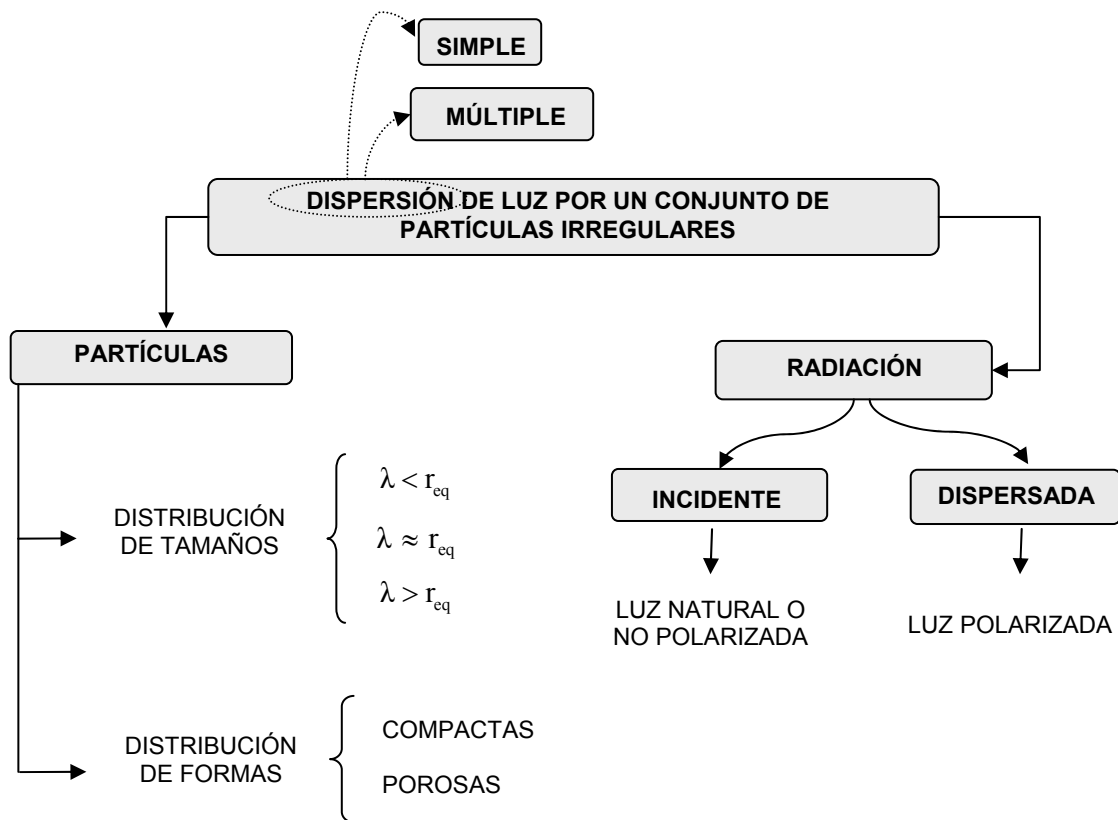 SIMPLE
MÚLTIPLE
DISPERSIÓN DE LUZ POR UN CONJUNTO DE
PARTÍCULAS IRREGULARES
PARTÍCULAS
DISTRIBUCIÓN
DE TAMAÑOS
λ < r_eq
λ ≈ r_eq
λ > r_eq
DISTRIBUCIÓN
DE FORMAS
COMPACTAS
POROSAS
RADIACIÓN
INCIDENTE
LUZ NATURAL O
NO POLARIZADA
DISPERSADA
LUZ POLARIZADA